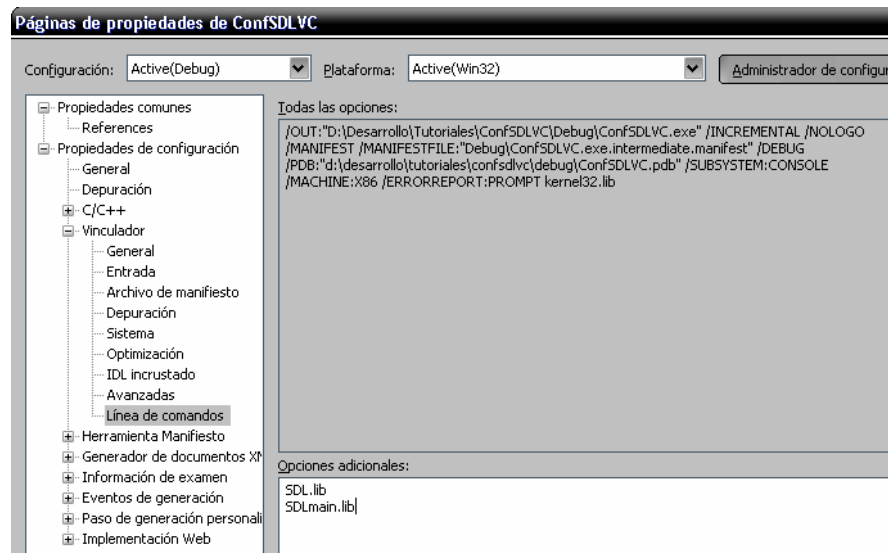 Páginas de propiedades de ConfSDLVC
Configuración: Active(Debug) Plataforma: Active(Win32) Administrador de configur
Propiedades comunes
References
Propiedades de configuración
General
Depuración
C/C++
Vinculador
General
Entrada
Archivo de manifiesto
Depuración
Sistema
Optimización
IDL incrustado
Avanzadas
Línea de comandos
Herramienta Manifiesto
Generador de documentos XM
Información de examen
Eventos de generación
Paso de generación personali
Implementación Web
Todas las opciones:
/OUT:"D:\Desarrollo\Tutoriales\ConfSDLVC\Debug\ConfSDLVC.exe" /INCREMENTAL /NOLOGO
/MANIFEST /MANIFESTFILE:"Debug\ConfSDLVC.exe.intermediate.manifest" /DEBUG
/PDB:"d:\desarrollo\tutoriales\confsdlvc\debug\ConfSDLVC.pdb" /SUBSYSTEM:CONSOLE
/MACHINE:X86 /ERRORREPORT:PROMPT kernel32.lib
Opciones adicionales:
SDL.lib
SDLmain.lib